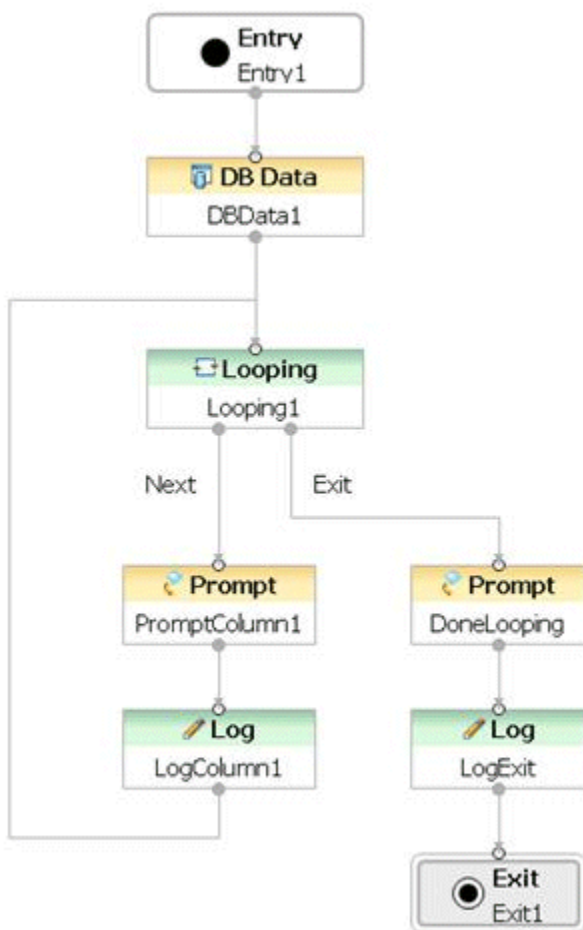 Entry
Entry1
DB Data
DBData1
Looping
Looping1
Next
Exit
Prompt
PromptColumn1
Prompt
DoneLooping
Log
LogColumn1
Log
LogExit
Exit
Exit1